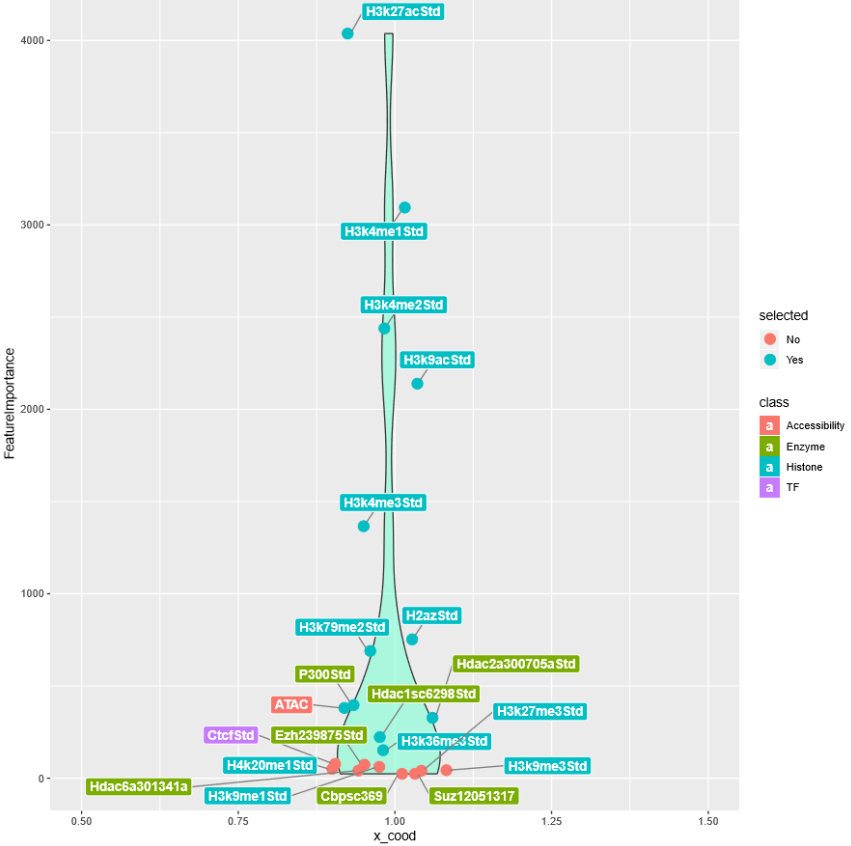 H3k27acStd
4000
3000
H3k4me1Std
H3k4me2Std
H3k9acStd
2000
H3k4me3Std
1000
H2azStd
H3k79me2Std
Hdac2a300705aStd
P300Std
Hdac1sc6298Std
ATAC
H3k27me3Std
CtcfStd
Ezh239875Std
H3k36me3Std
H4k20me1Std
H3k9me3Std
0
Hdac6a301341a
H3k9me1Std
Cbpsc369
Suz12051317
0.50
0.75
1.00
1.25
1.50
x_cood
FeatureImportance
selected
No
Yes
class
a Accessibility
a Enzyme
a Histone
a TF